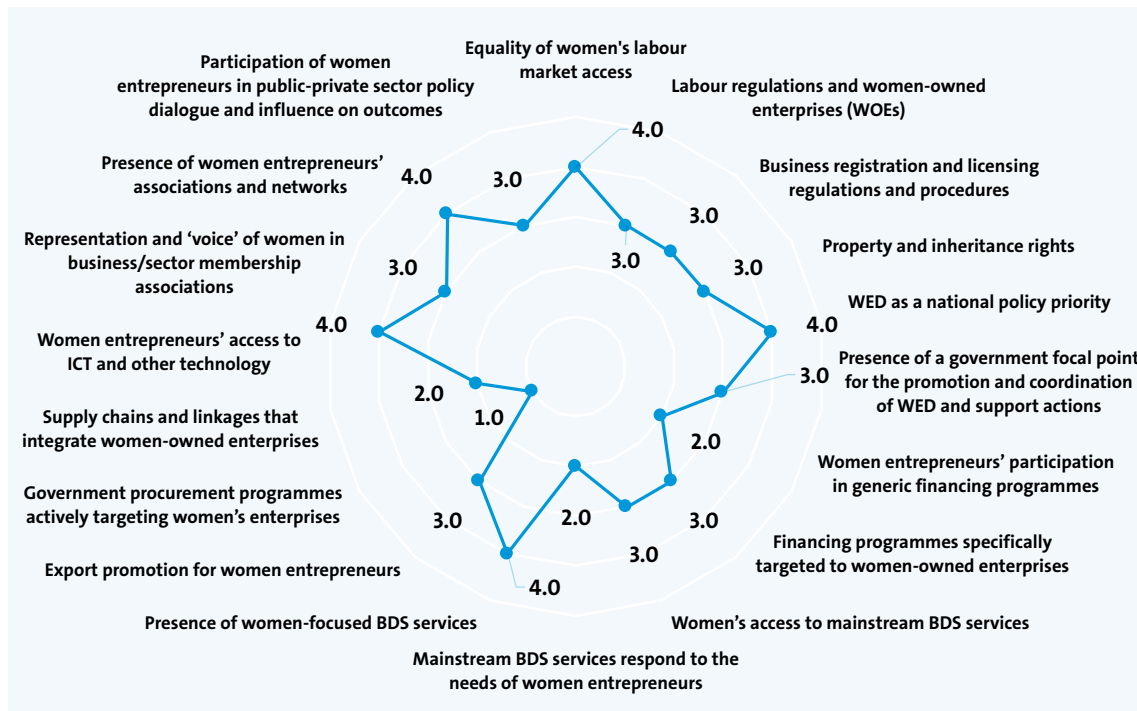 Equality of women's labour
market access
4.0
Labour regulations and women-owned
enterprises (WOEs)
3.0
Business registration and licensing
regulations and procedures
3.0
Property and inheritance rights
3.0
WED as a national policy priority
4.0
Presence of a government focal point
for the promotion and coordination
of WED and support actions
3.0
Women entrepreneurs’ participation
in generic financing programmes
2.0
Financing programmes specifically
targeted to women-owned enterprises
3.0
Women’s access to mainstream BDS services
3.0
Mainstream BDS services respond to the
needs of women entrepreneurs
2.0
Presence of women-focused BDS services
4.0
Export promotion for women entrepreneurs
3.0
Government procurement programmes
actively targeting women’s enterprises
1.0
Supply chains and linkages that
integrate women-owned enterprises
2.0
Women entrepreneurs’ access to
ICT and other technology
4.0
Representation and ‘voice’ of women in
business/sector membership
associations
3.0
Presence of women entrepreneurs’
associations and networks
4.0
Participation of women
entrepreneurs in public-private sector policy
dialogue and influence on outcomes
3.0